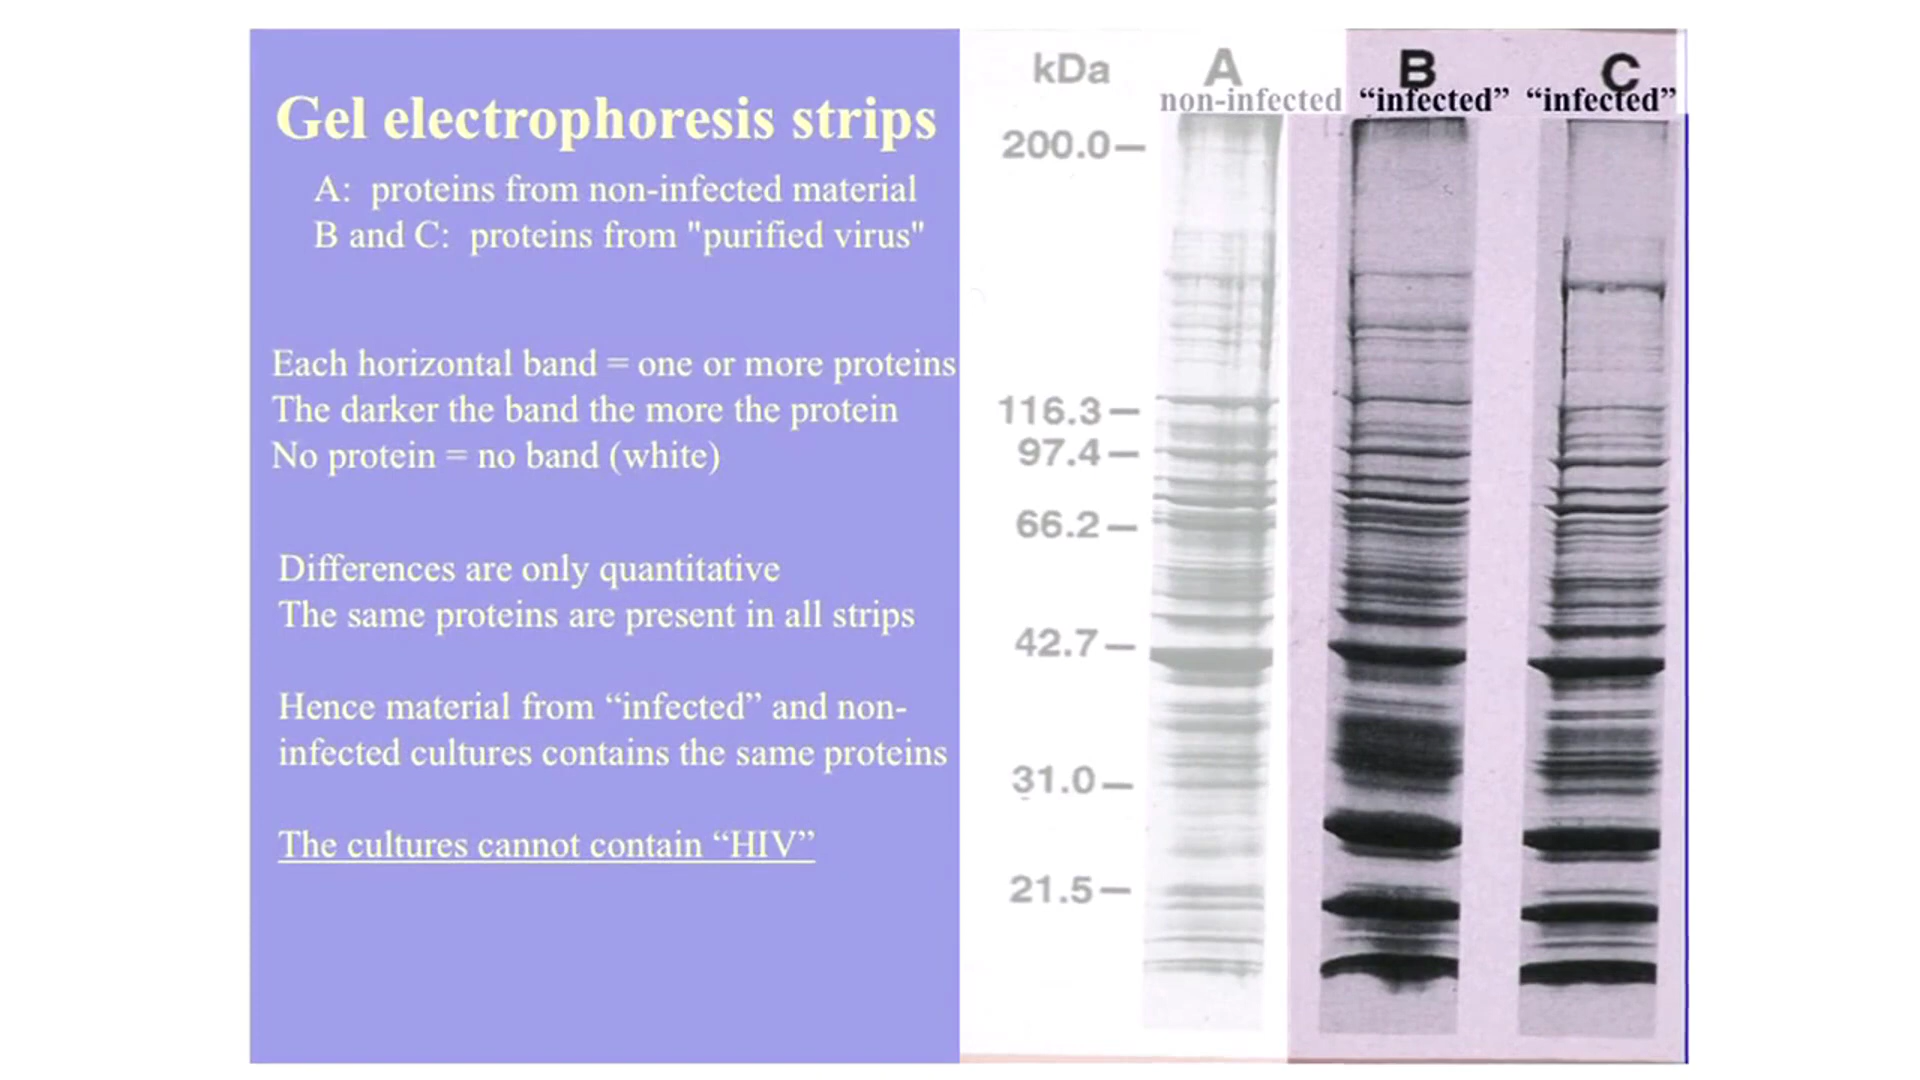 Gel electrophoresis strips
A: proteins from non-infected material
B and C: proteins from "purified virus"
Each horizontal band = one or more proteins
The darker the band the more the protein
No protein = no band (white)
Differences are only quantitative
The same proteins are present in all strips
Hence material from “infected” and non-
infected cultures contains the same proteins
The cultures cannot contain “HIV”
kDa A B C
non-infected “infected” “infected”
200.0
116.3
97.4
66.2
42.7
31.0
21.5